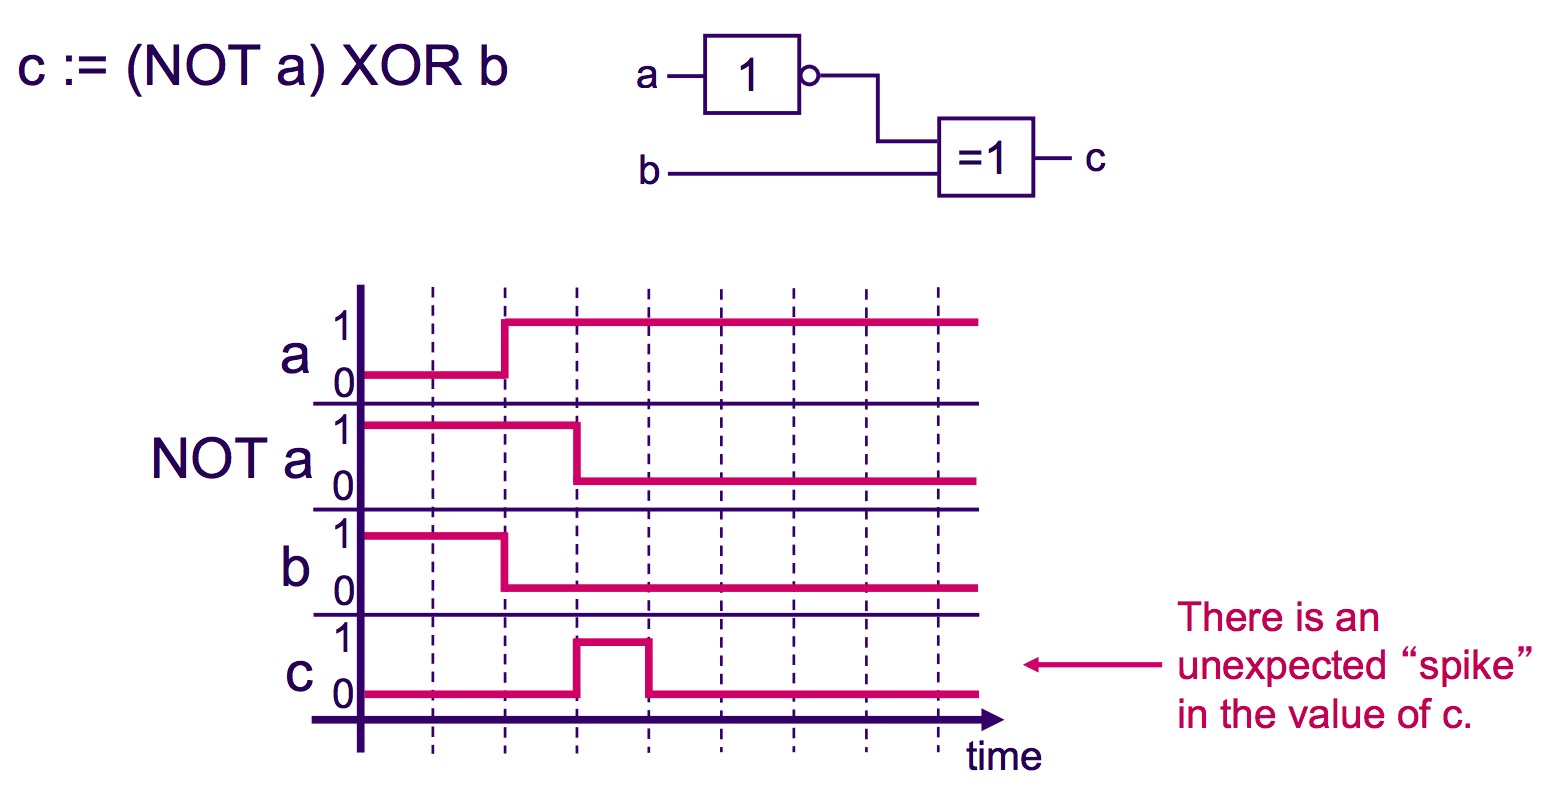 c := (NOT a) XOR b
a
1
b
=1
c
1
a
0
1
NOT a
0
1
b
0
1
c
0
time
There is an
unexpected “spike”
in the value of c.